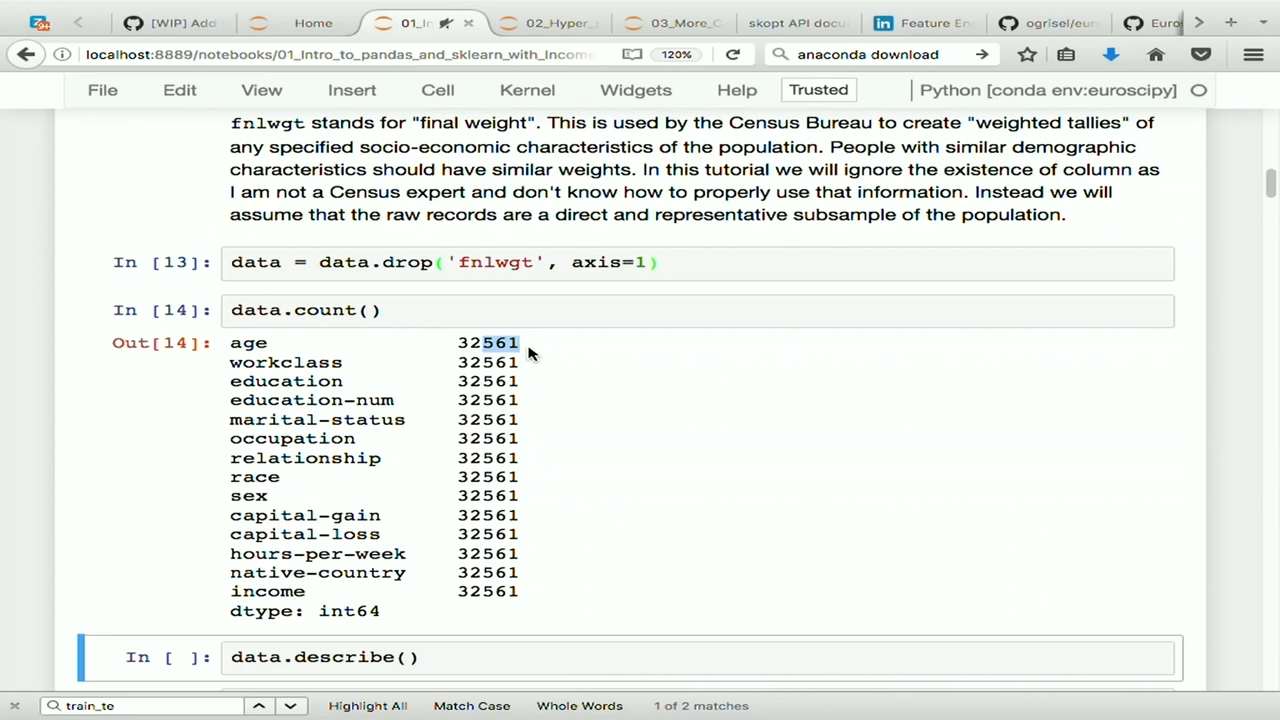 [WIP] Add
Home
01_In
02_Hyper_
03_More_C
skopt API docu
Feature En
ogrisel/eur
Euros
localhost:8889/notebooks/01_Intro_to_pandas_and_sklearn_with_Incom
120%
anaconda download
File Edit View Insert Cell Kernel Widgets Help Trusted Python [conda env:euroscipy]
fnlwgt stands for "final weight". This is used by the Census Bureau to create "weighted tallies" of
any specified socio-economic characteristics of the population. People with similar demographic
characteristics should have similar weights. In this tutorial we will ignore the existence of column as
I am not a Census expert and don't know how to properly use that information. Instead we will
assume that the raw records are a direct and representative subsample of the population.
In [13]: data = data.drop('fnlwgt', axis=1)
In [14]: data.count()
Out[14]: age 32561
workclass 32561
education 32561
education-num 32561
marital-status 32561
occupation 32561
relationship 32561
race 32561
sex 32561
capital-gain 32561
capital-loss 32561
hours-per-week 32561
native-country 32561
income 32561
dtype: int64
In [ ]: data.describe()
train_te Highlight All Match Case Whole Words 1 of 2 matches